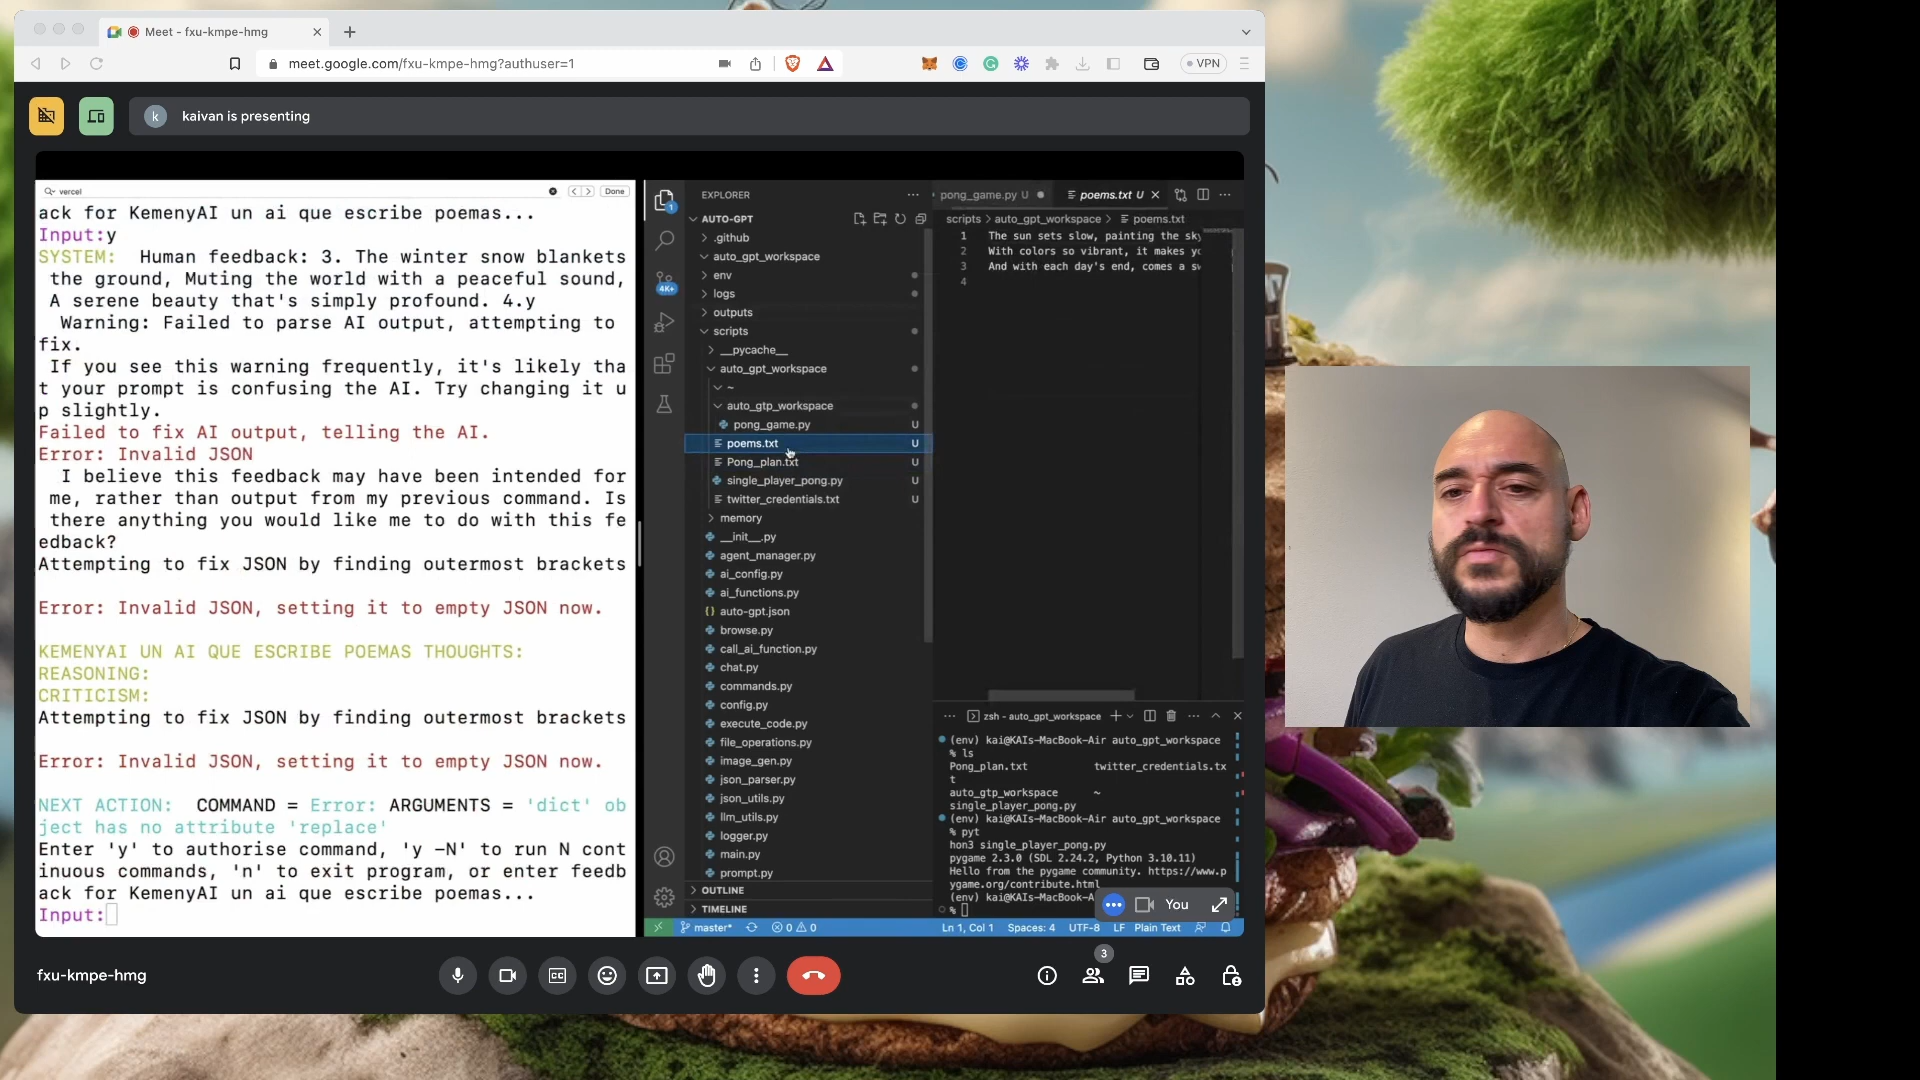 Meet - fxu-kmpe-hmg
meet.google.com/fxu-kmpe-hmg?authuser=1
VPN
k
kaivan is presenting
vercel
Done
ack for KemenyAI un ai que escribe poemas...
Input:y
SYSTEM:  Human feedback: 3. The winter snow blankets
the ground, Muting the world with a peaceful sound,
A serene beauty that's simply profound. 4.y
Warning: Failed to parse AI output, attempting to
fix.
If you see this warning frequently, it's likely tha
t your prompt is confusing the AI. Try changing it u
p slightly.
Failed to fix AI output, telling the AI.
Error: Invalid JSON
I believe this feedback may have been intended for
me, rather than output from my previous command. Is
there anything you would like me to do with this fe
edback?
Attempting to fix JSON by finding outermost brackets
Error: Invalid JSON, setting it to empty JSON now.
KEMENYAI UN AI QUE ESCRIBE POEMAS THOUGHTS:
REASONING:
CRITICISM:
Attempting to fix JSON by finding outermost brackets
Error: Invalid JSON, setting it to empty JSON now.
NEXT ACTION:  COMMAND = Error: ARGUMENTS = 'dict' ob
ject has no attribute 'replace'
Enter 'y' to authorise command, 'y -N' to run N cont
inuous commands, 'n' to exit program, or enter feedb
ack for KemenyAI un ai que escribe poemas...
Input:
1
4K+
EXPLORER
AUTO-GPT
.github
auto_gpt_workspace
env
logs
outputs
scripts
__pycache__
auto_gpt_workspace
~
auto_gtp_workspace
pong_game.py U
poems.txt U
Pong_plan.txt U
single_player_pong.py U
twitter_credentials.txt U
memory
__init__.py
agent_manager.py
ai_config.py
ai_functions.py
auto-gpt.json
browse.py
call_ai_function.py
chat.py
commands.py
config.py
execute_code.py
file_operations.py
image_gen.py
json_parser.py
json_utils.py
llm_utils.py
logger.py
main.py
prompt.py
OUTLINE
TIMELINE
pong_game.py U
poems.txt U
scripts > auto_gpt_workspace > poems.txt
1 The sun sets slow, painting the sky
2 With colors so vibrant, it makes yo
3 And with each day's end, comes a sw
4
zsh - auto_gpt_workspace
(env) kai@KAIs-MacBook-Air auto_gpt_workspace
% ls
Pong_plan.txt twitter_credentials.tx
t
auto_gtp_workspace ~
single_player_pong.py
(env) kai@KAIs-MacBook-Air auto_gpt_workspace
% pyt
hon3 single_player_pong.py
pygame 2.3.0 (SDL 2.24.2, Python 3.10.11)
Hello from the pygame community. https://www.p
ygame.org/contribute.html
(env) kai@KAIs-MacBook-A
%
You
master*
0
0
Ln 1, Col 1
Spaces: 4
UTF-8
LF
Plain Text
fxu-kmpe-hmg
CC
3